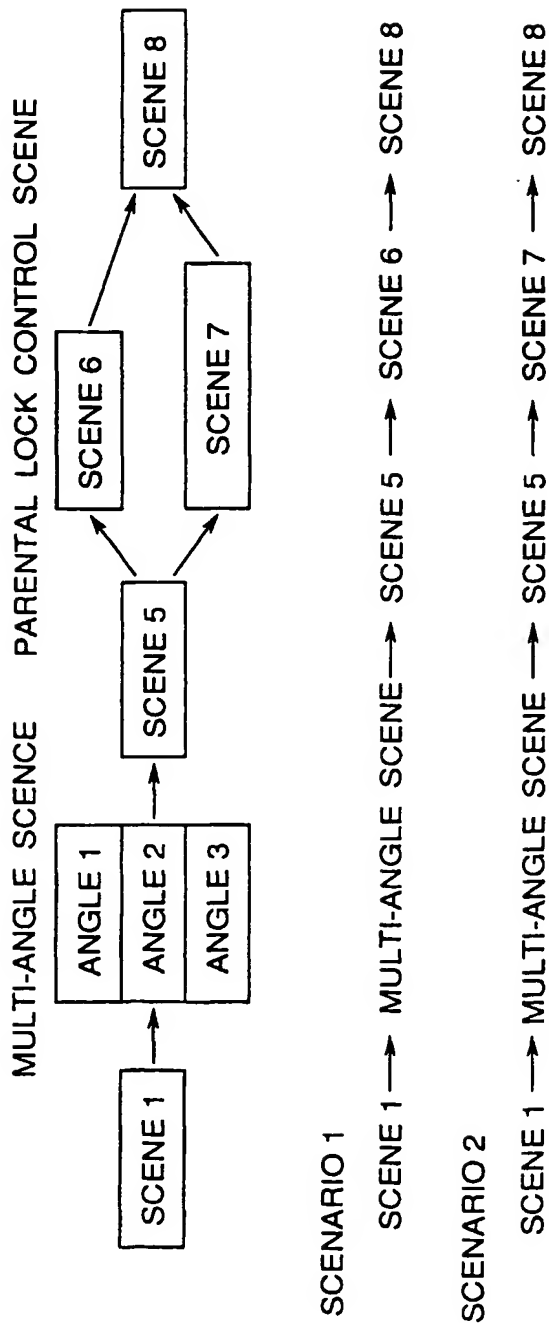 MULTI-ANGLE SCENCE PARENTAL LOCK CONTROL SCENE
SCENE 1
ANGLE 1
ANGLE 2
ANGLE 3
SCENE 5
SCENE 6
SCENE 7
SCENE 8
SCENARIO 1
SCENE 1 → MULTI-ANGLE SCENE → SCENE 5 → SCENE 6 → SCENE 8
SCENARIO 2
SCENE 1 → MULTI-ANGLE SCENE → SCENE 5 → SCENE 7 → SCENE 8